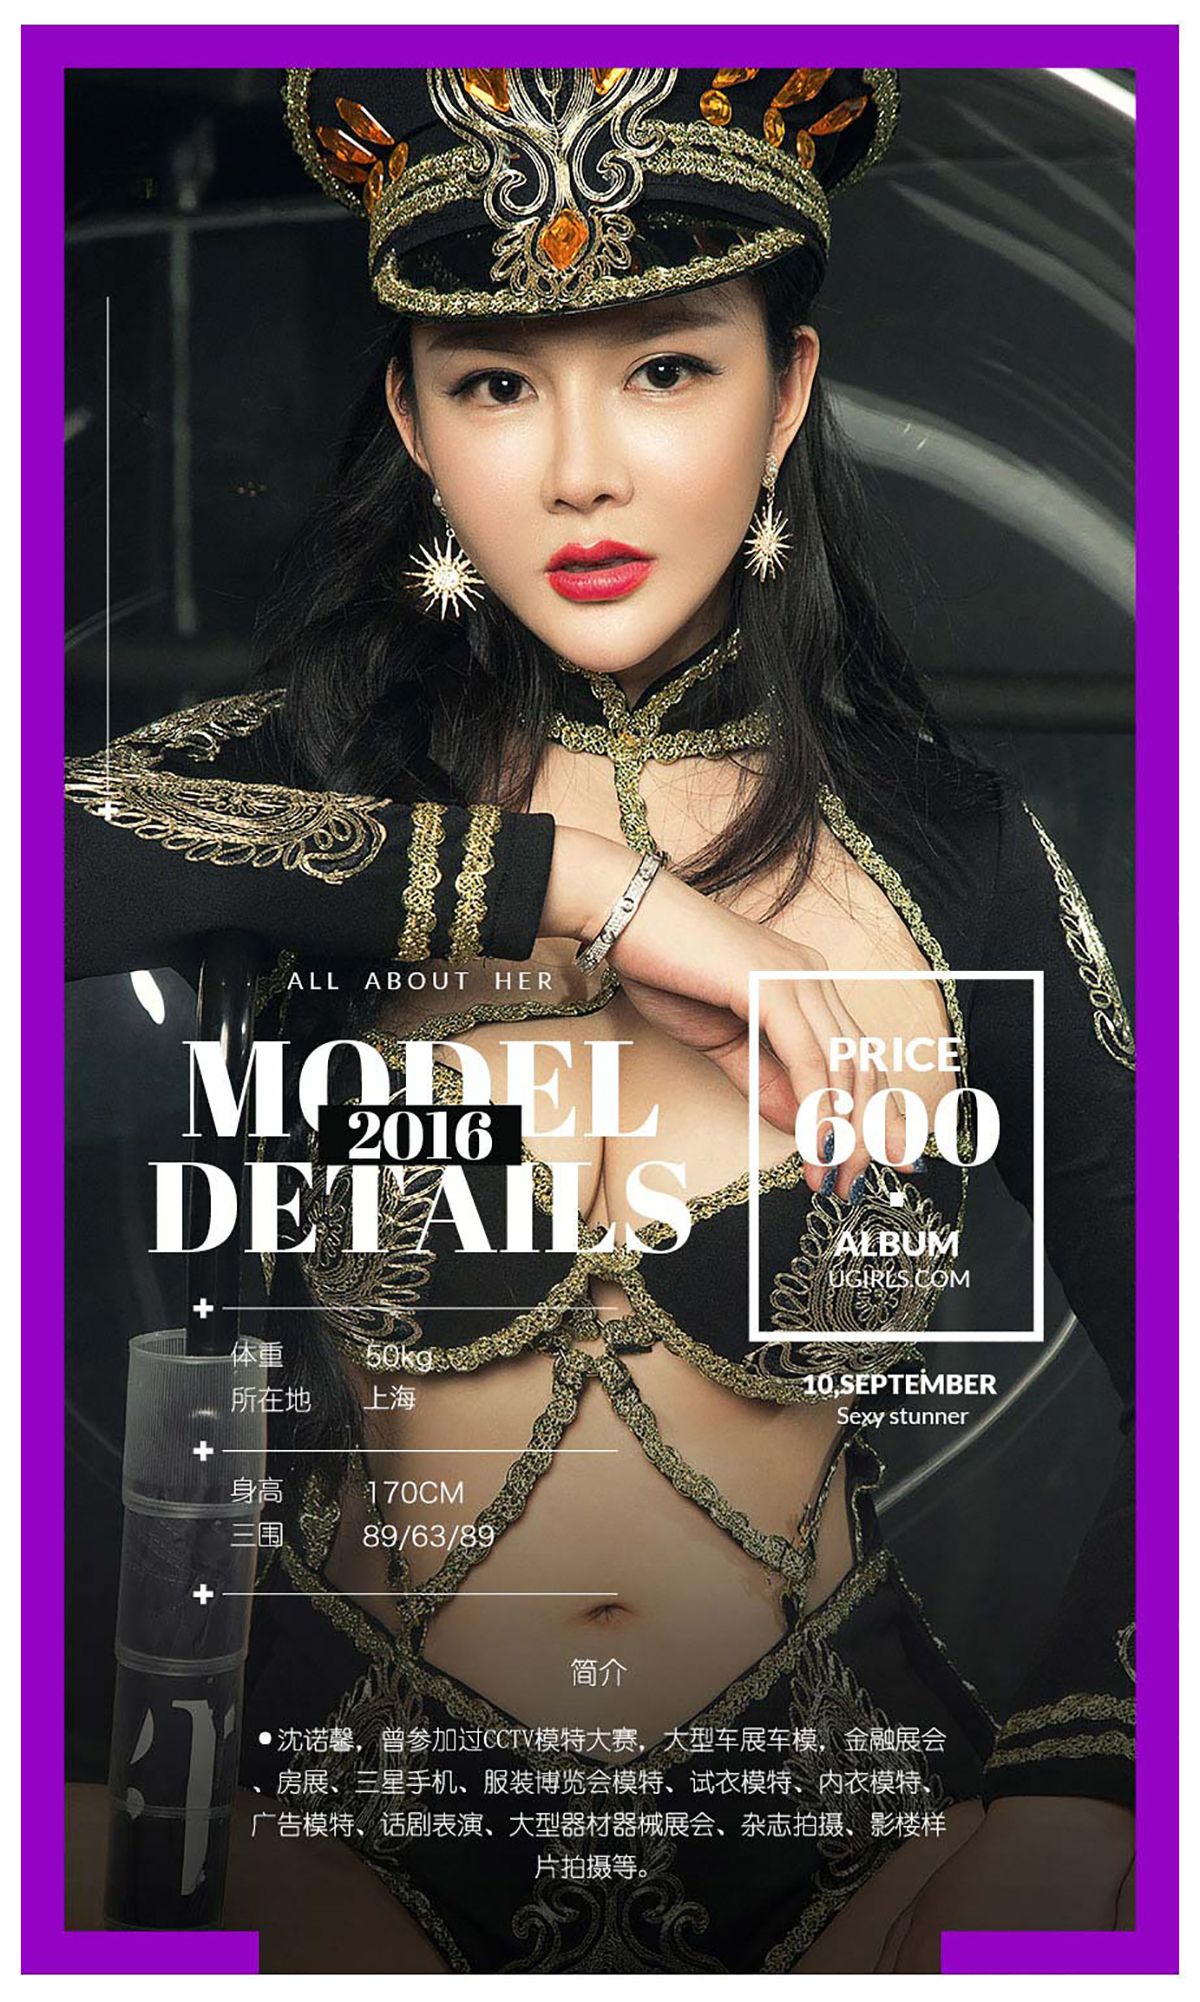 ALL ABOUT HER
MODEL
2016
DETAILS
体重 50kg
所在地 上海
身高 170CM
三围 89/63/89
PRICE
600
ALBUM
UGIRLS.COM
10,SEPTEMBER
Sexy stunner
简介
•沈诺馨，曾参加过CCTV模特大赛，大型车展车模，金融展会
、房展、三星手机、服装博览会模特、试衣模特、内衣模特、
广告模特、话剧表演、大型器材器械展会、杂志拍摄、影楼样
片拍摄等。